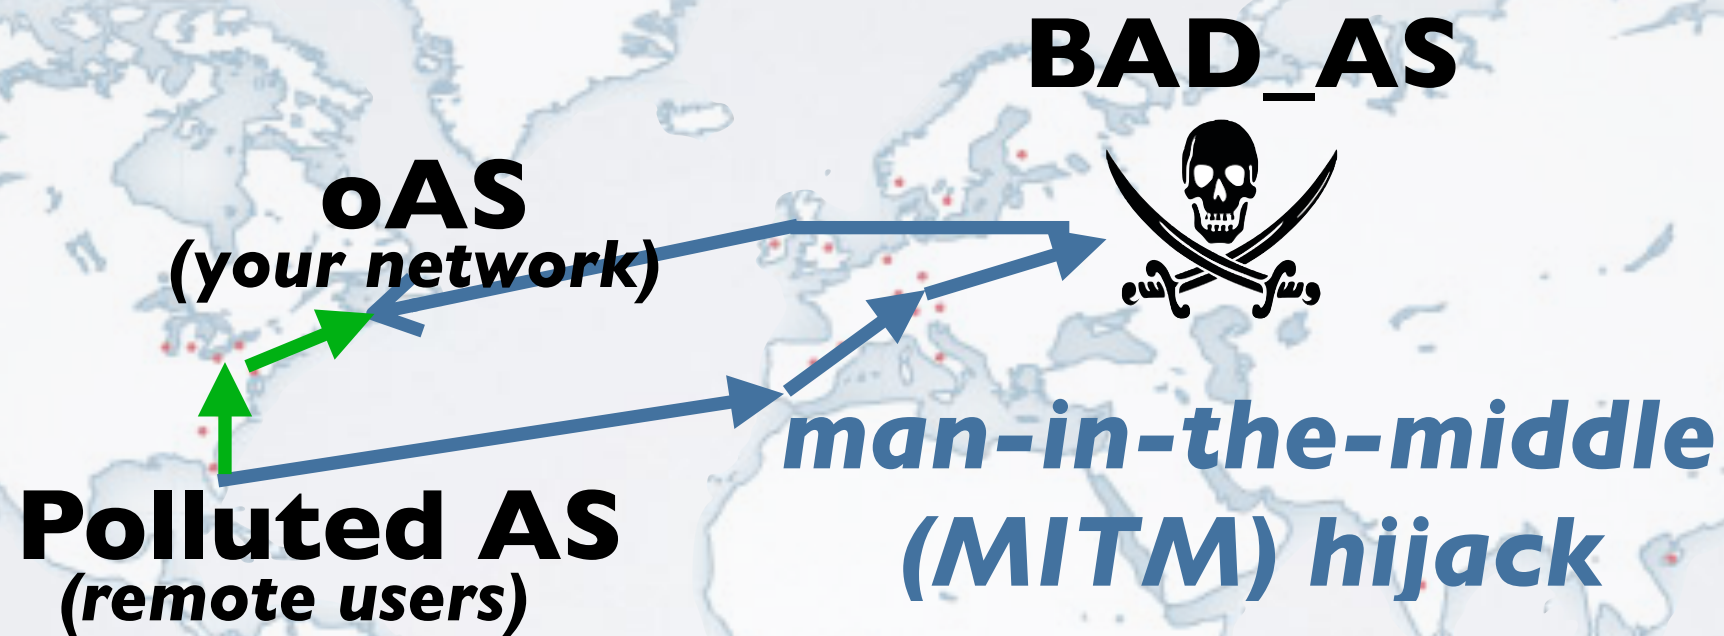 BAD_AS
oAS
(your network)
man-in-the-middle
(MITM) hijack
Polluted AS
(remote users)